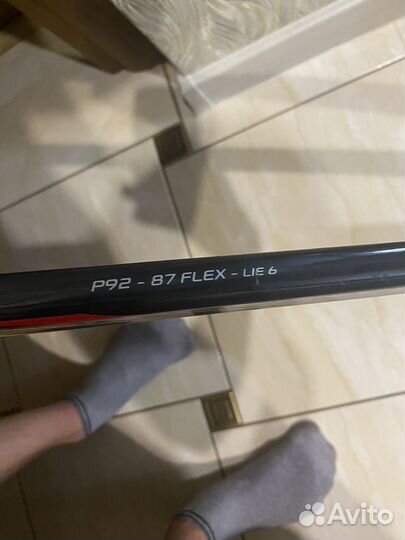 P92 - 87 FLEX - LIE 6
Avito